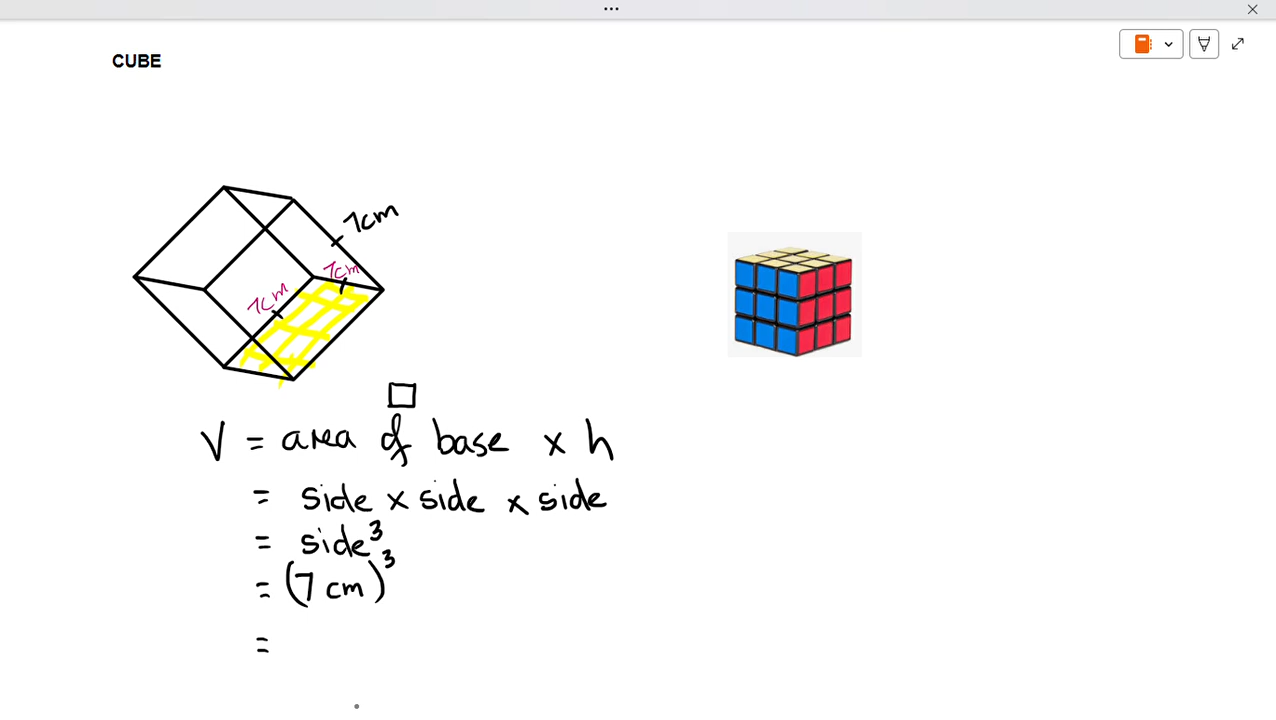 CUBE
7cm
7cm
7cm
V = area of base x h
= side x side x side
= side³
= (7 cm)³
=